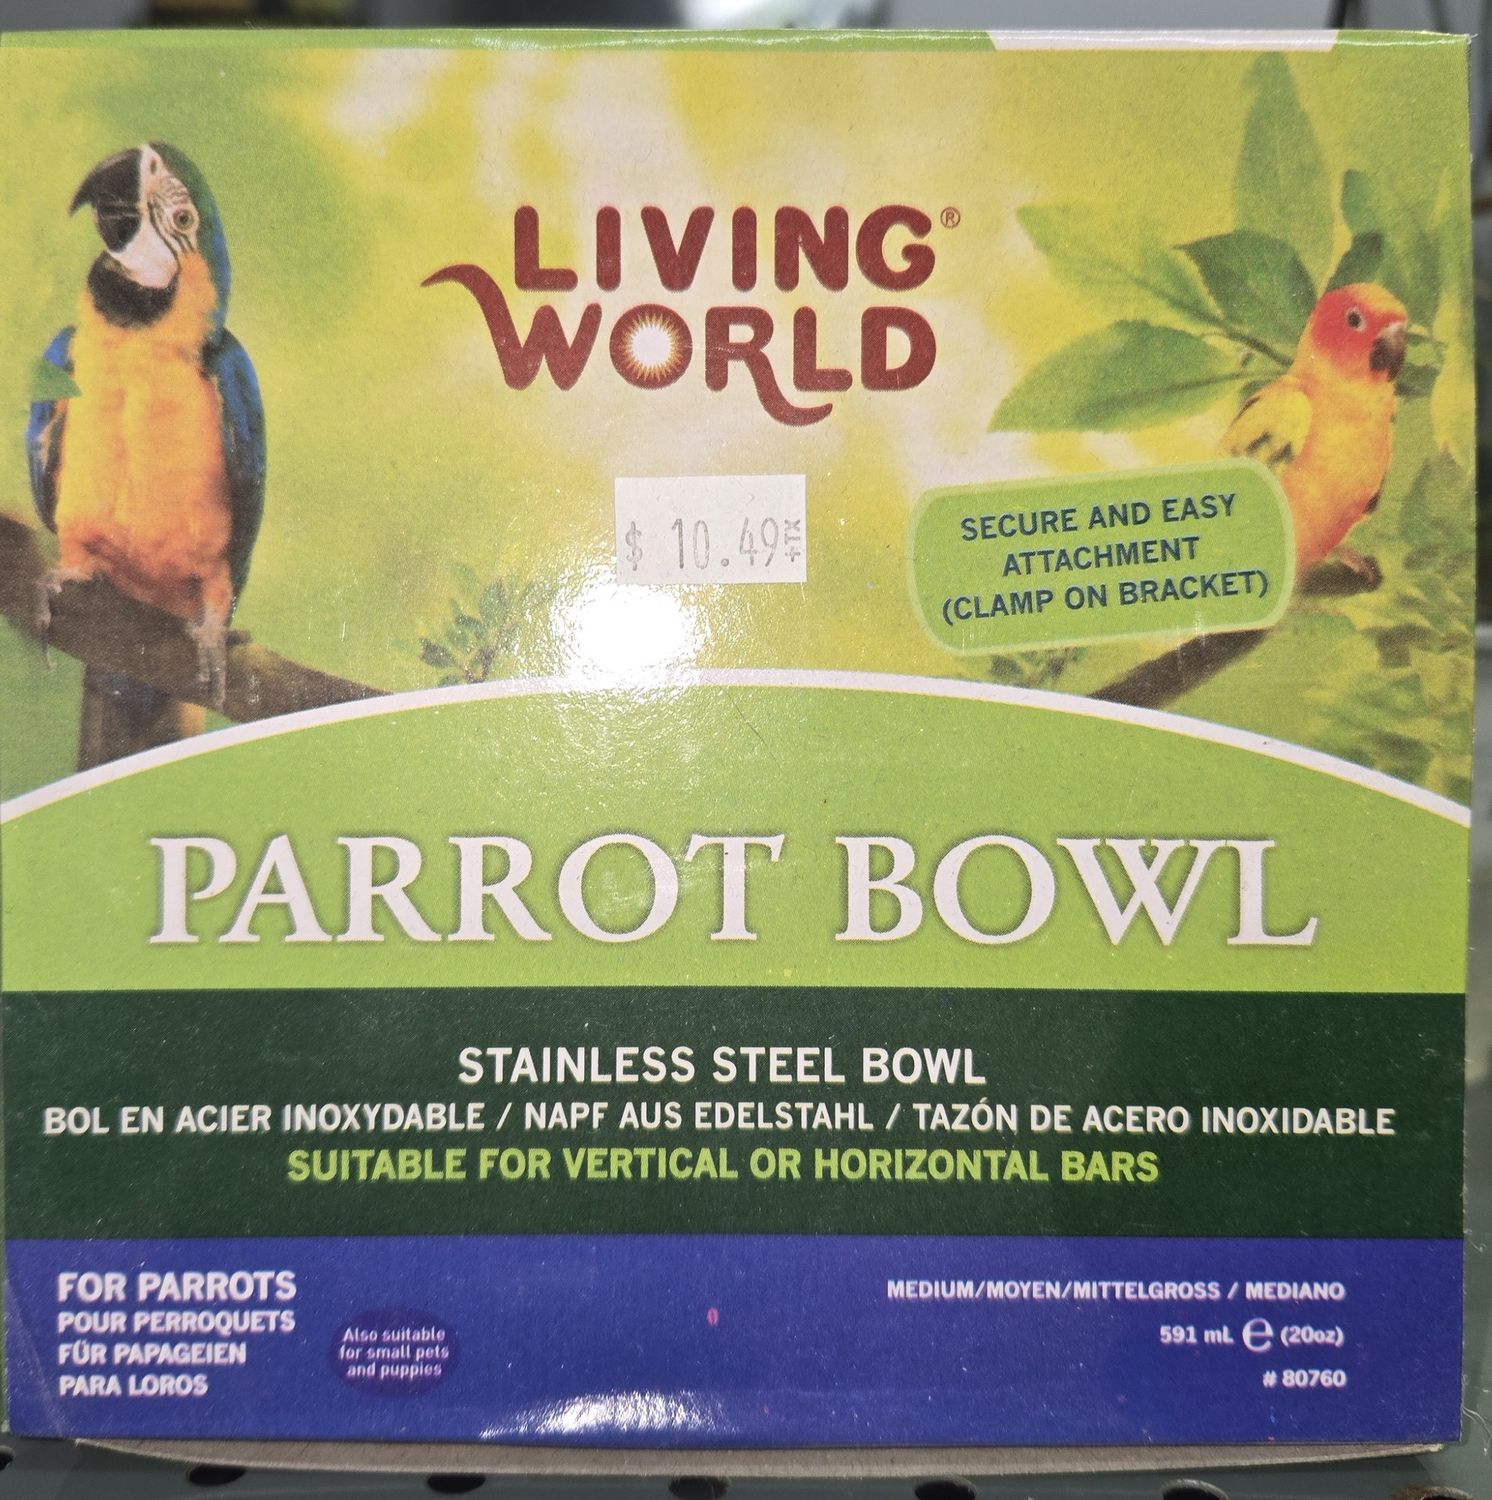 LIVING®
WORLD
$ 10.49 +TX
SECURE AND EASY
ATTACHMENT
(CLAMP ON BRACKET)
PARROT BOWL
STAINLESS STEEL BOWL
BOL EN ACIER INOXYDABLE / NAPF AUS EDELSTAHL / TAZÓN DE ACERO INOXIDABLE
SUITABLE FOR VERTICAL OR HORIZONTAL BARS
FOR PARROTS
POUR PERROQUETS
FÜR PAPAGEIEN
PARA LOROS
Also suitable
for small pets
and puppies
MEDIUM/MOYEN/MITTELGROSS / MEDIANO
591 mL ℮ (20oz)
# 80760